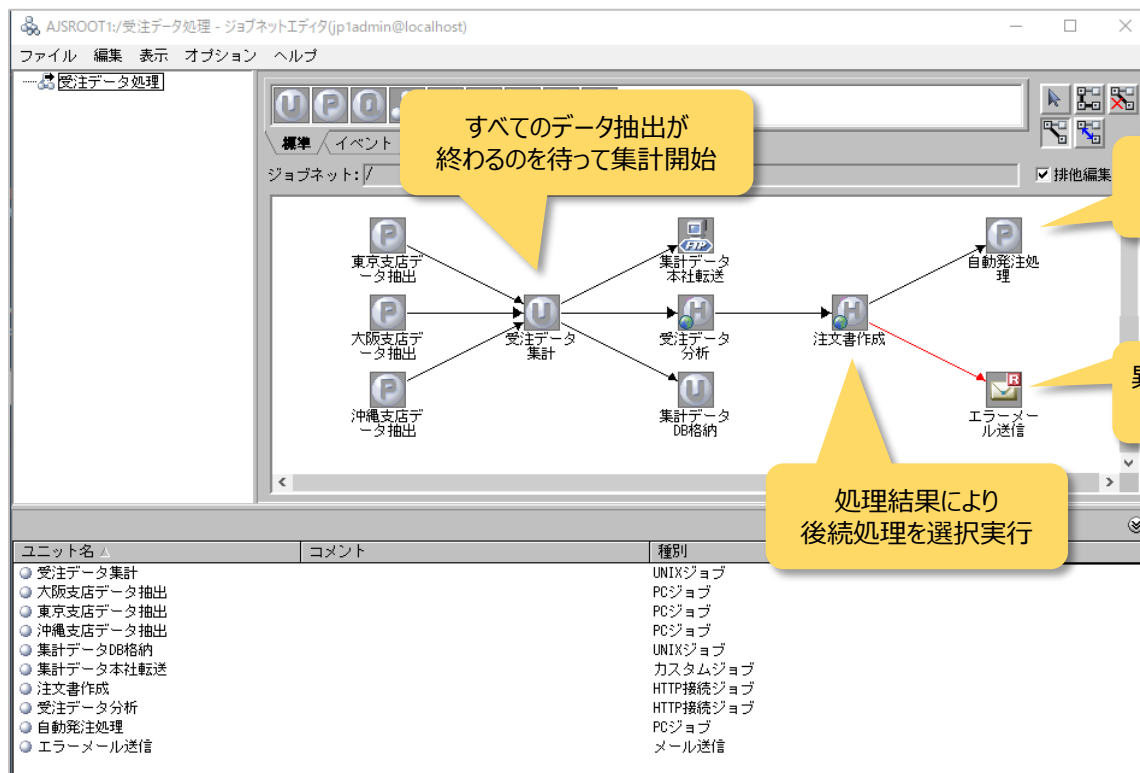 AJSROOT1:/受注データ処理 - ジョブネットエディタ(jp1admin@localhost)
ファイル 編集 表示 オプション ヘルプ
受注データ処理
U P Q
すべてのデータ抽出が
終わるのを待って集計開始
標準 イベント
ジョブネット: /
排他編集
P
東京支店デ
ータ抽出
FTP
集計データ
本社転送
P
自動発注処
理
P
大阪支店デ
ータ抽出
U
受注データ
集計
H
受注データ
分析
H
注文書作成
P
沖縄支店デ
ータ抽出
U
集計データ
DB格納
R
エラーメー
ル送信
処理結果により
後続処理を選択実行
ユニット名 コメント 種別
受注データ集計 UNIXジョブ
大阪支店データ抽出 PCジョブ
東京支店データ抽出 PCジョブ
沖縄支店データ抽出 PCジョブ
集計データDB格納 UNIXジョブ
集計データ本社転送 カスタムジョブ
注文書作成 HTTP接続ジョブ
受注データ分析 HTTP接続ジョブ
自動発注処理 PCジョブ
エラーメール送信 メール送信